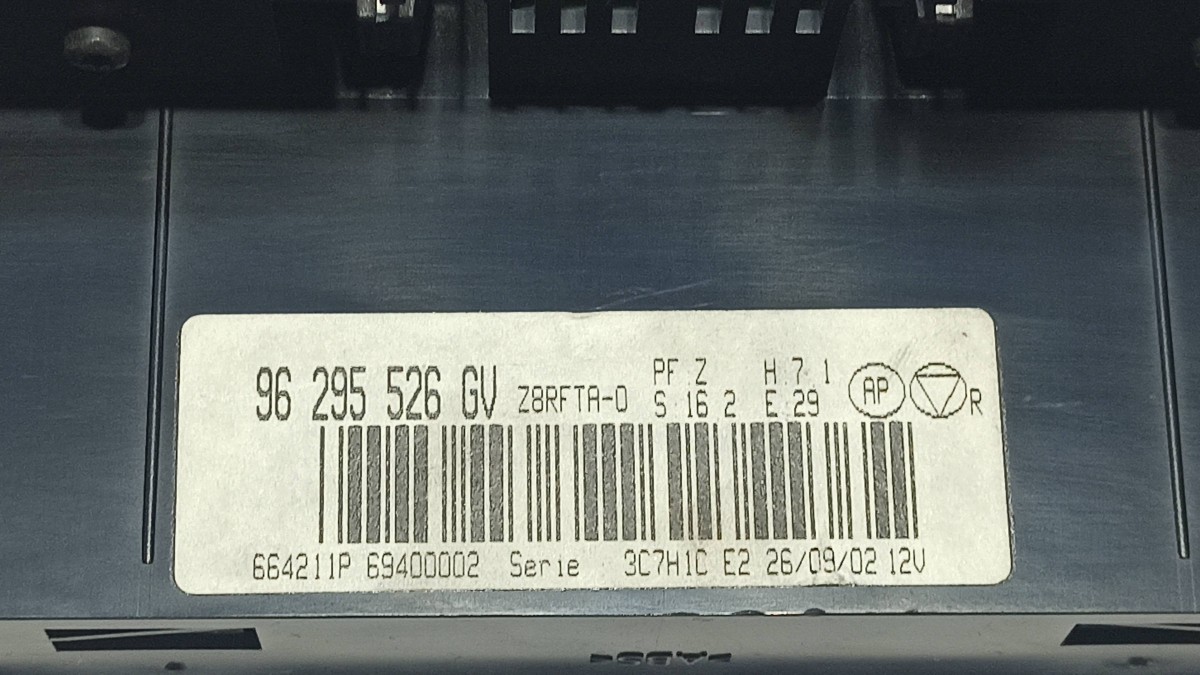 96 295 526 GV Z8RFTA-0 PF Z H 7 1
S 16 2 E 29 AP R
664211P 69400002 Serie : 3C7H1C E2 26/09/02 12V
>ABS<